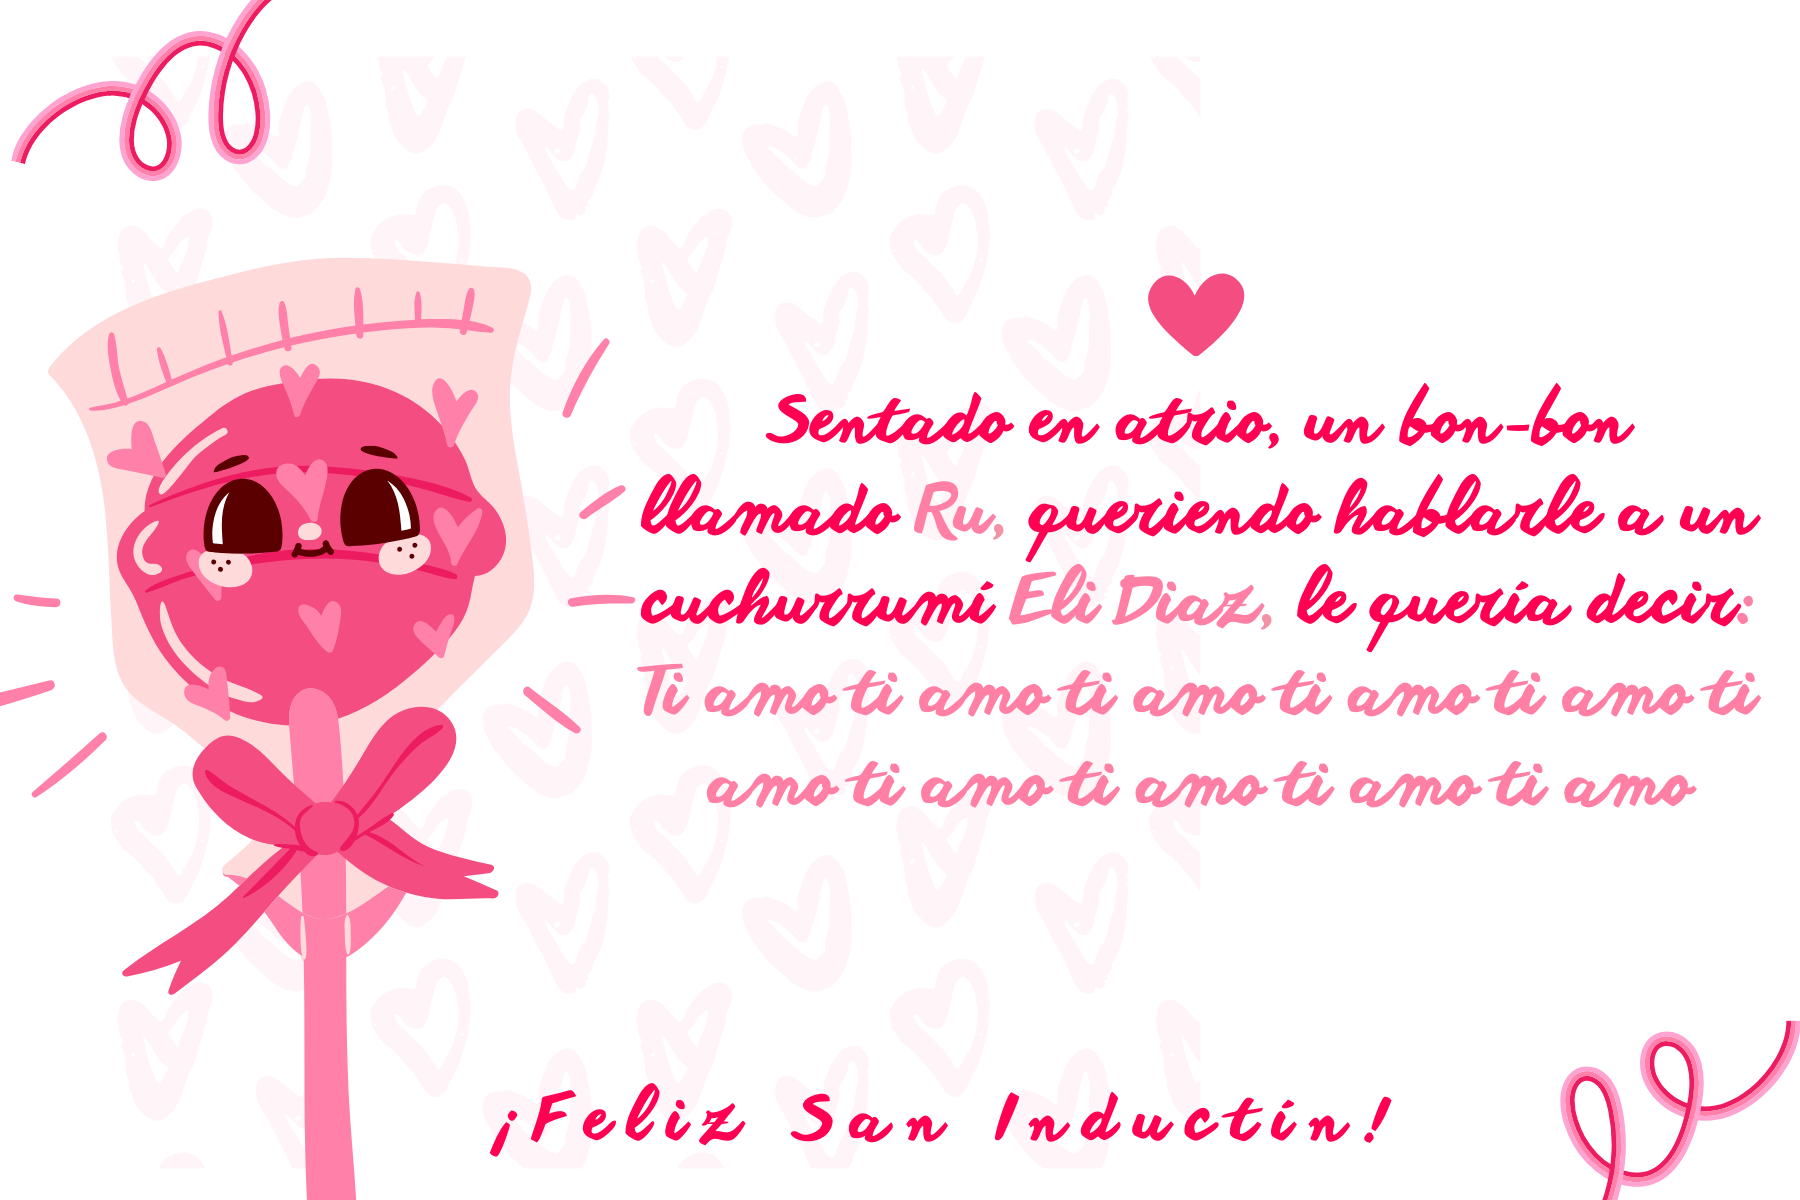 Sentado en atrio, un bon-bon
llamado Ru, queriendo hablarle a un
cuchurrumí Eli Diaz, le quería decir:
Ti amo ti amo ti amo ti amo ti amo ti
amo ti amo ti amo ti amo ti amo
¡Feliz San Inductín!